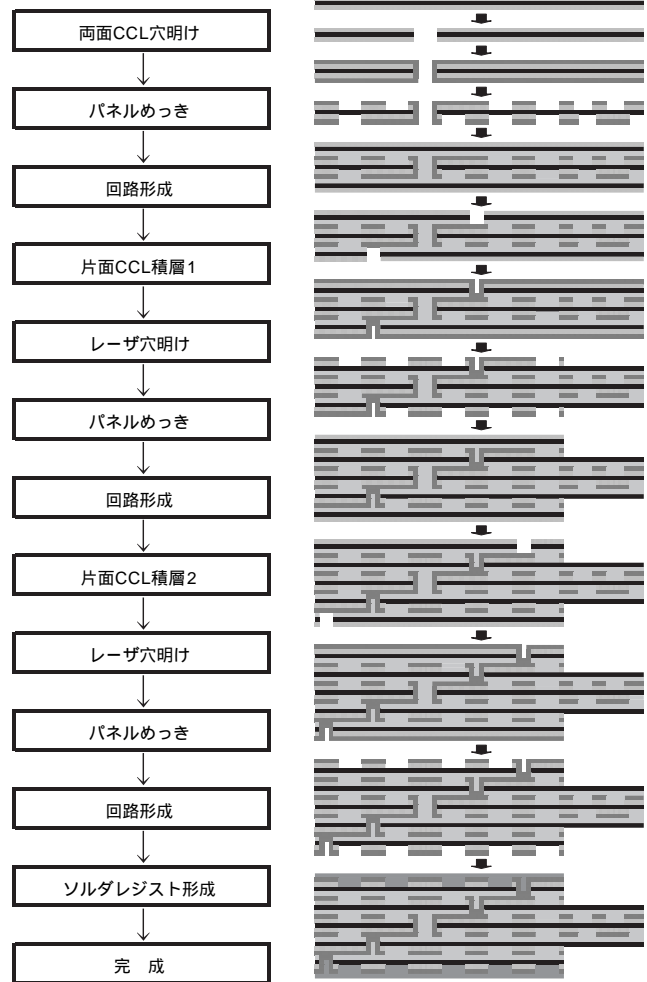 両面CCL穴明け
パネルめっき
回路形成
片面CCL積層1
レーザ穴明け
パネルめっき
回路形成
片面CCL積層2
レーザ穴明け
パネルめっき
回路形成
ソルダレジスト形成
完　成